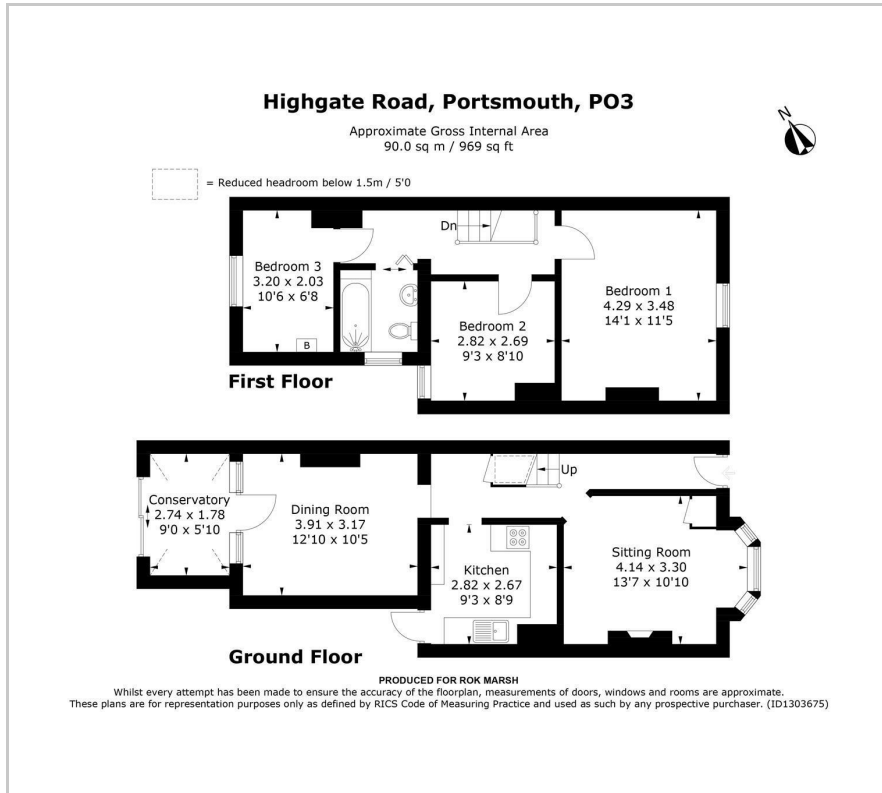 Highgate Road, Portsmouth, PO3
Approximate Gross Internal Area
90.0 sq m / 969 sq ft
N
= Reduced headroom below 1.5m / 5'0
Dn
Bedroom 3
3.20 x 2.03
10'6 x 6'8
B
Bedroom 2
2.82 x 2.69
9'3 x 8'10
Bedroom 1
4.29 x 3.48
14'1 x 11'5
First Floor
Up
Conservatory
2.74 x 1.78
9'0 x 5'10
Dining Room
3.91 x 3.17
12'10 x 10'5
Kitchen
2.82 x 2.67
9'3 x 8'9
Sitting Room
4.14 x 3.30
13'7 x 10'10
Ground Floor
PRODUCED FOR ROK MARSH
Whilst every attempt has been made to ensure the accuracy of the floorplan, measurements of doors, windows and rooms are approximate.
These plans are for representation purposes only as defined by RICS Code of Measuring Practice and used as such by any prospective purchaser. (ID1303675)